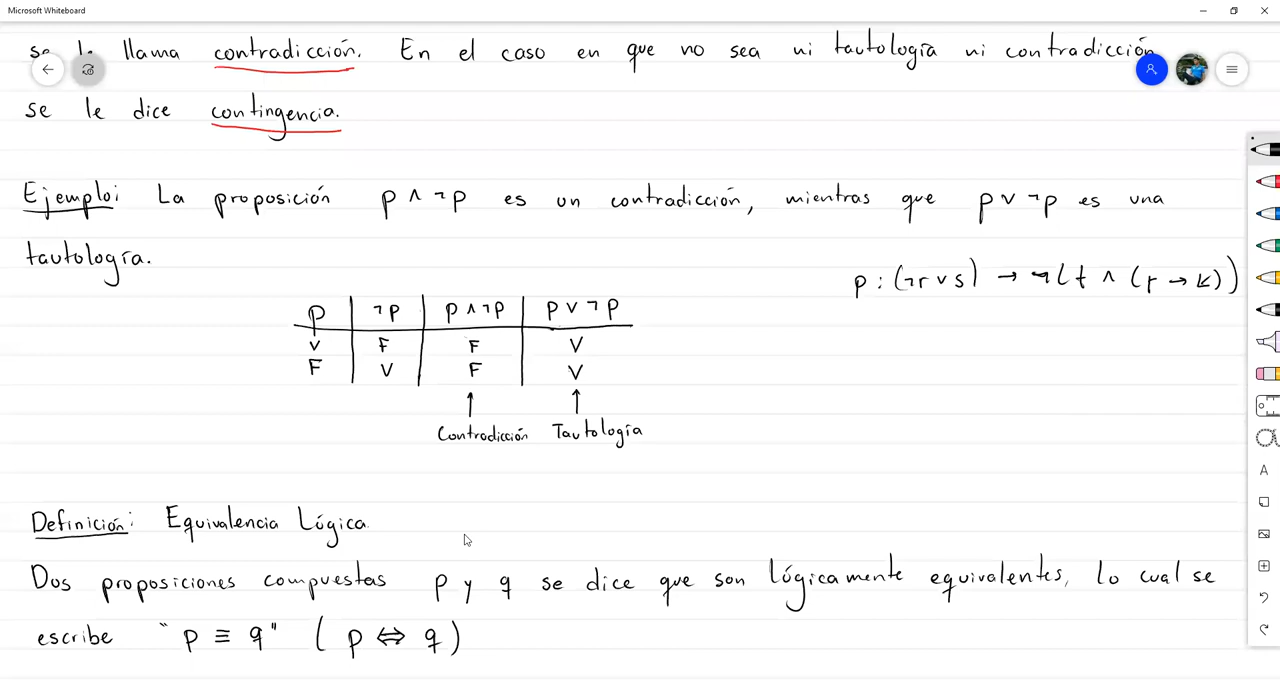 Microsoft Whiteboard
se le llama contradicción. En el caso en que no sea ni tautología ni contradicción
se le dice contingencia.
Ejemplo: La proposición p ∧ ¬p es un contradicción, mientras que p ∨ ¬p es una
tautología.
p : (¬r ∨ s) → ¬(t ∧ (r → k))
p | ¬p | p ∧ ¬p | p ∨ ¬p
V | F | F | V
F | V | F | V
Contradicción Tautología
Definición: Equivalencia Lógica.
Dos proposiciones compuestas p y q se dice que son lógicamente equivalentes, lo cual se
escribe "p ≡ q" (p ⇔ q)